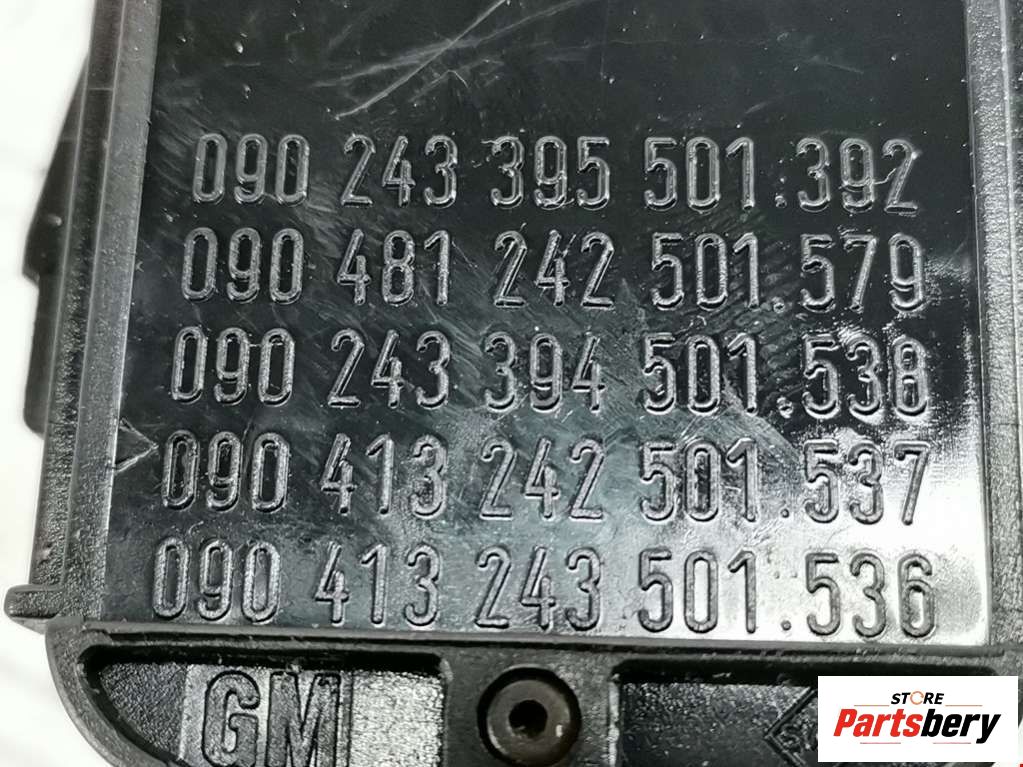 090 243 395 501.392
090 481 242 501.579
090 243 394 501.538
090 413 242 501.537
090 413 243 501.536
GM
STORE
Partsbery